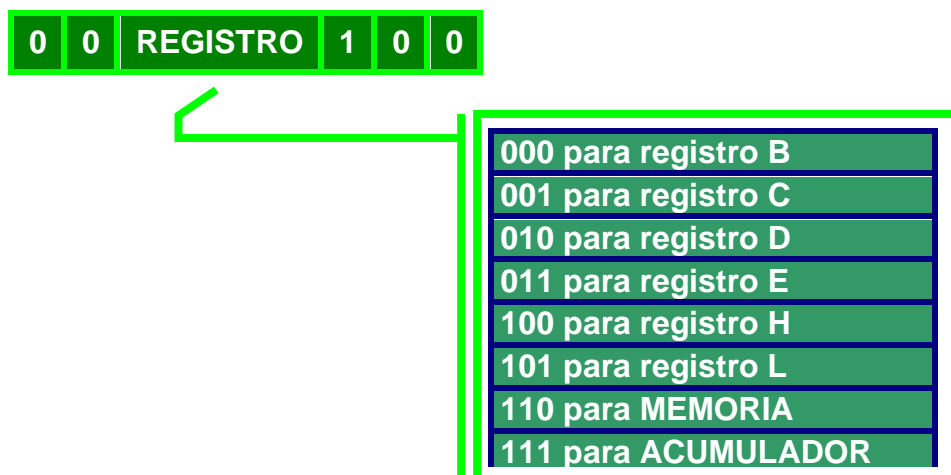 0 0 REGISTRO 1 0 0
000 para registro B
001 para registro C
010 para registro D
011 para registro E
100 para registro H
101 para registro L
110 para MEMORIA
111 para ACUMULADOR